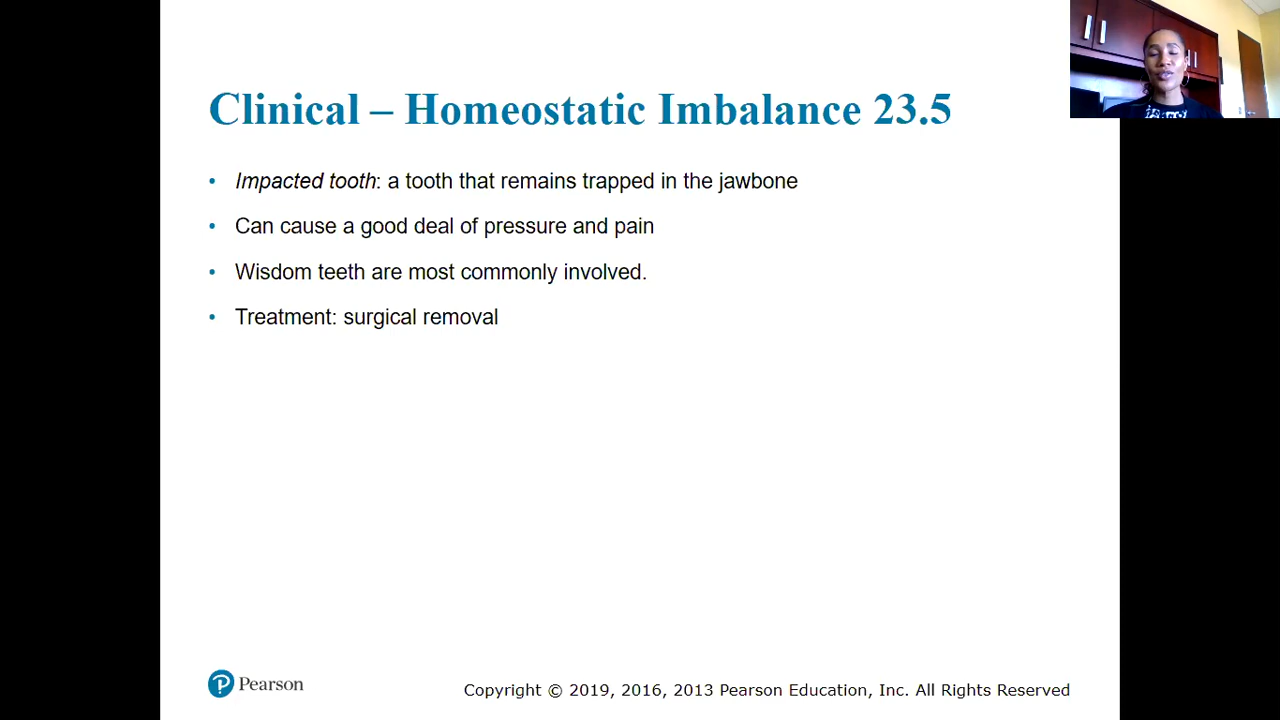 Clinical – Homeostatic Imbalance 23.5
• Impacted tooth: a tooth that remains trapped in the jawbone
• Can cause a good deal of pressure and pain
• Wisdom teeth are most commonly involved.
• Treatment: surgical removal
Pearson
Copyright © 2019, 2016, 2013 Pearson Education, Inc. All Rights Reserved